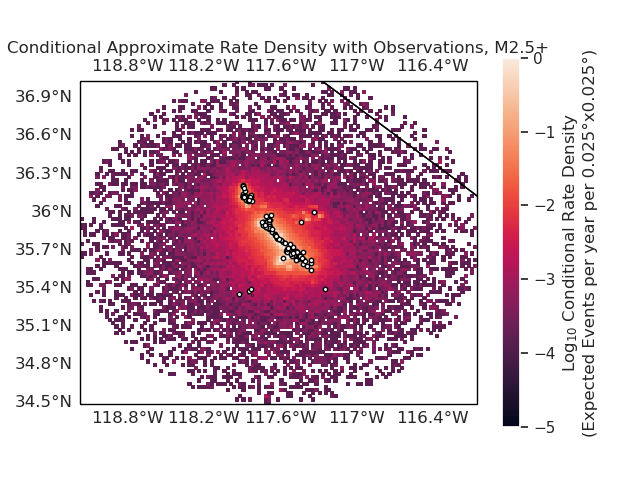 Conditional Approximate Rate Density with Observations, M2.5+
118.8°W 118.2°W 117.6°W 117°W 116.4°W
36.9°N
36.6°N
36.3°N
36°N
35.7°N
35.4°N
35.1°N
34.8°N
34.5°N
118.8°W 118.2°W 117.6°W 117°W 116.4°W
0
−1
−2
−3
−4
−5
Log₁₀ Conditional Rate Density
(Expected Events per year per 0.025°x0.025°)